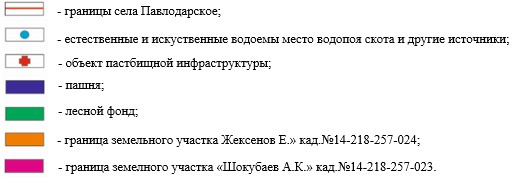 - границы села Павлодарское;
- естественные и искуственные водоемы место водопоя скота и другие источники;
- объект пастбищной инфраструктуры;
- пашня;
- лесной фонд;
- граница земельного участка Жексенов Е.» кад.№14-218-257-024;
- граница земелного участка «Шокубаев А.К.» кад.№14-218-257-023.